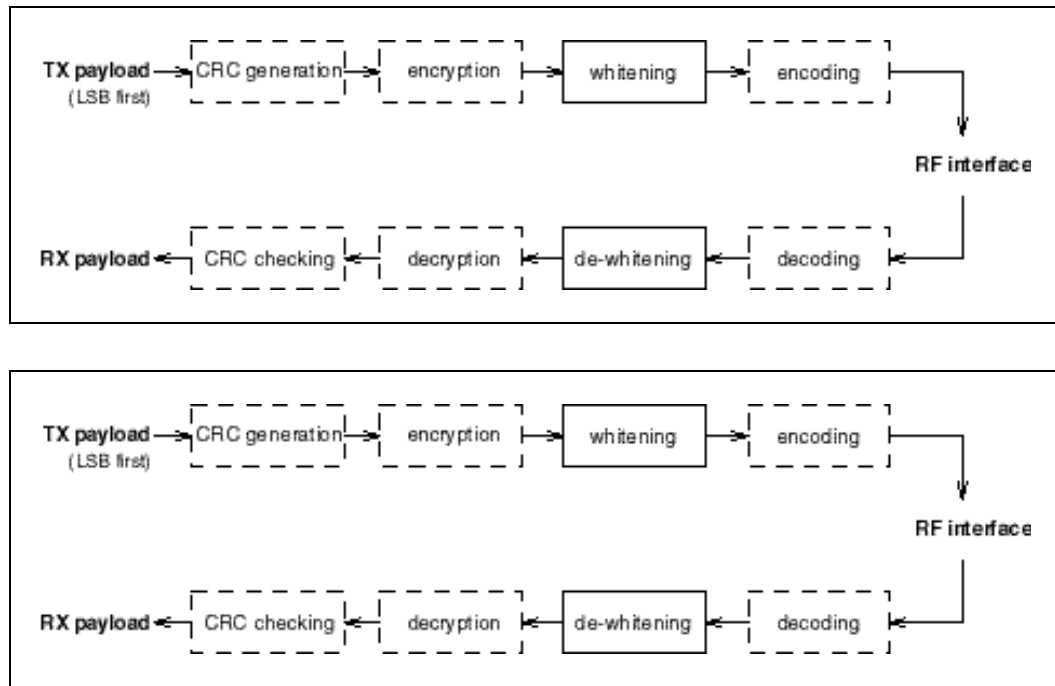 TX payload CRC generation encryption whitening encoding
(LSB first)
RF interface
RX payload CRC checking decryption de-whitening decoding
TX payload CRC generation encryption whitening encoding
(LSB first)
RF interface
RX payload CRC checking decryption de-whitening decoding